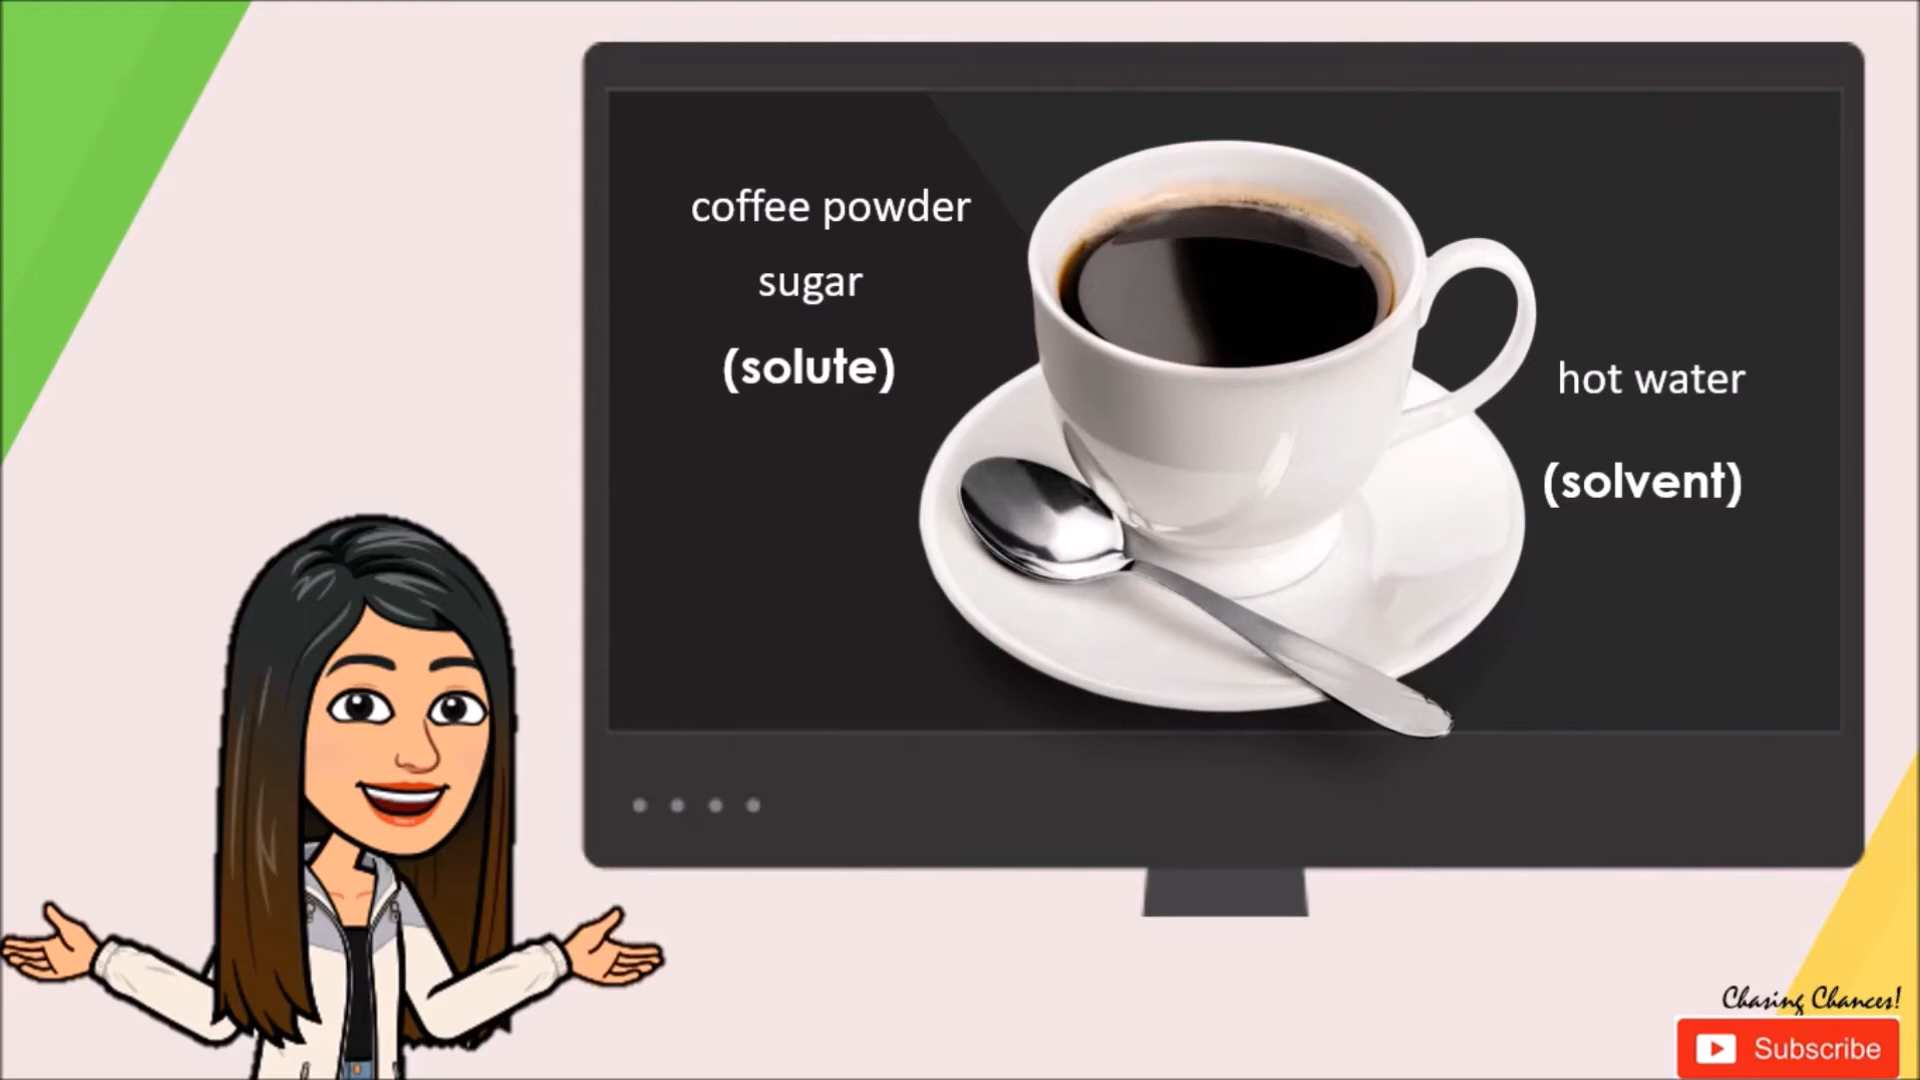 coffee powder
sugar
(solute)
hot water
(solvent)
Chasing Chances!
Subscribe